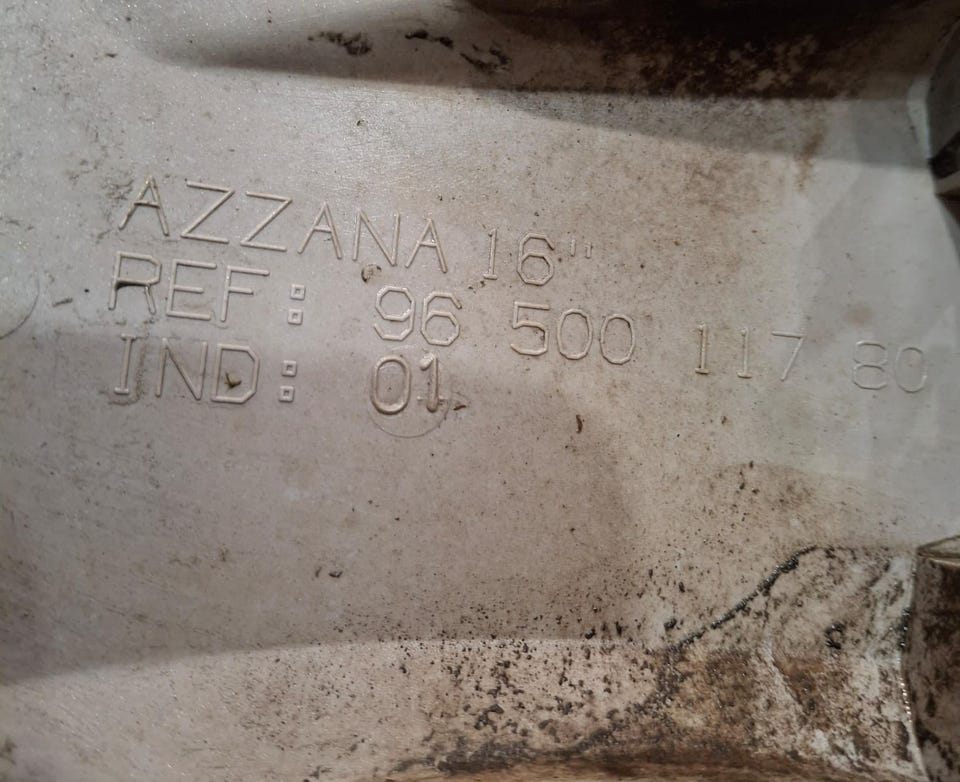 AZZANA 16"
REF: 96 500 117 80
IND: 01